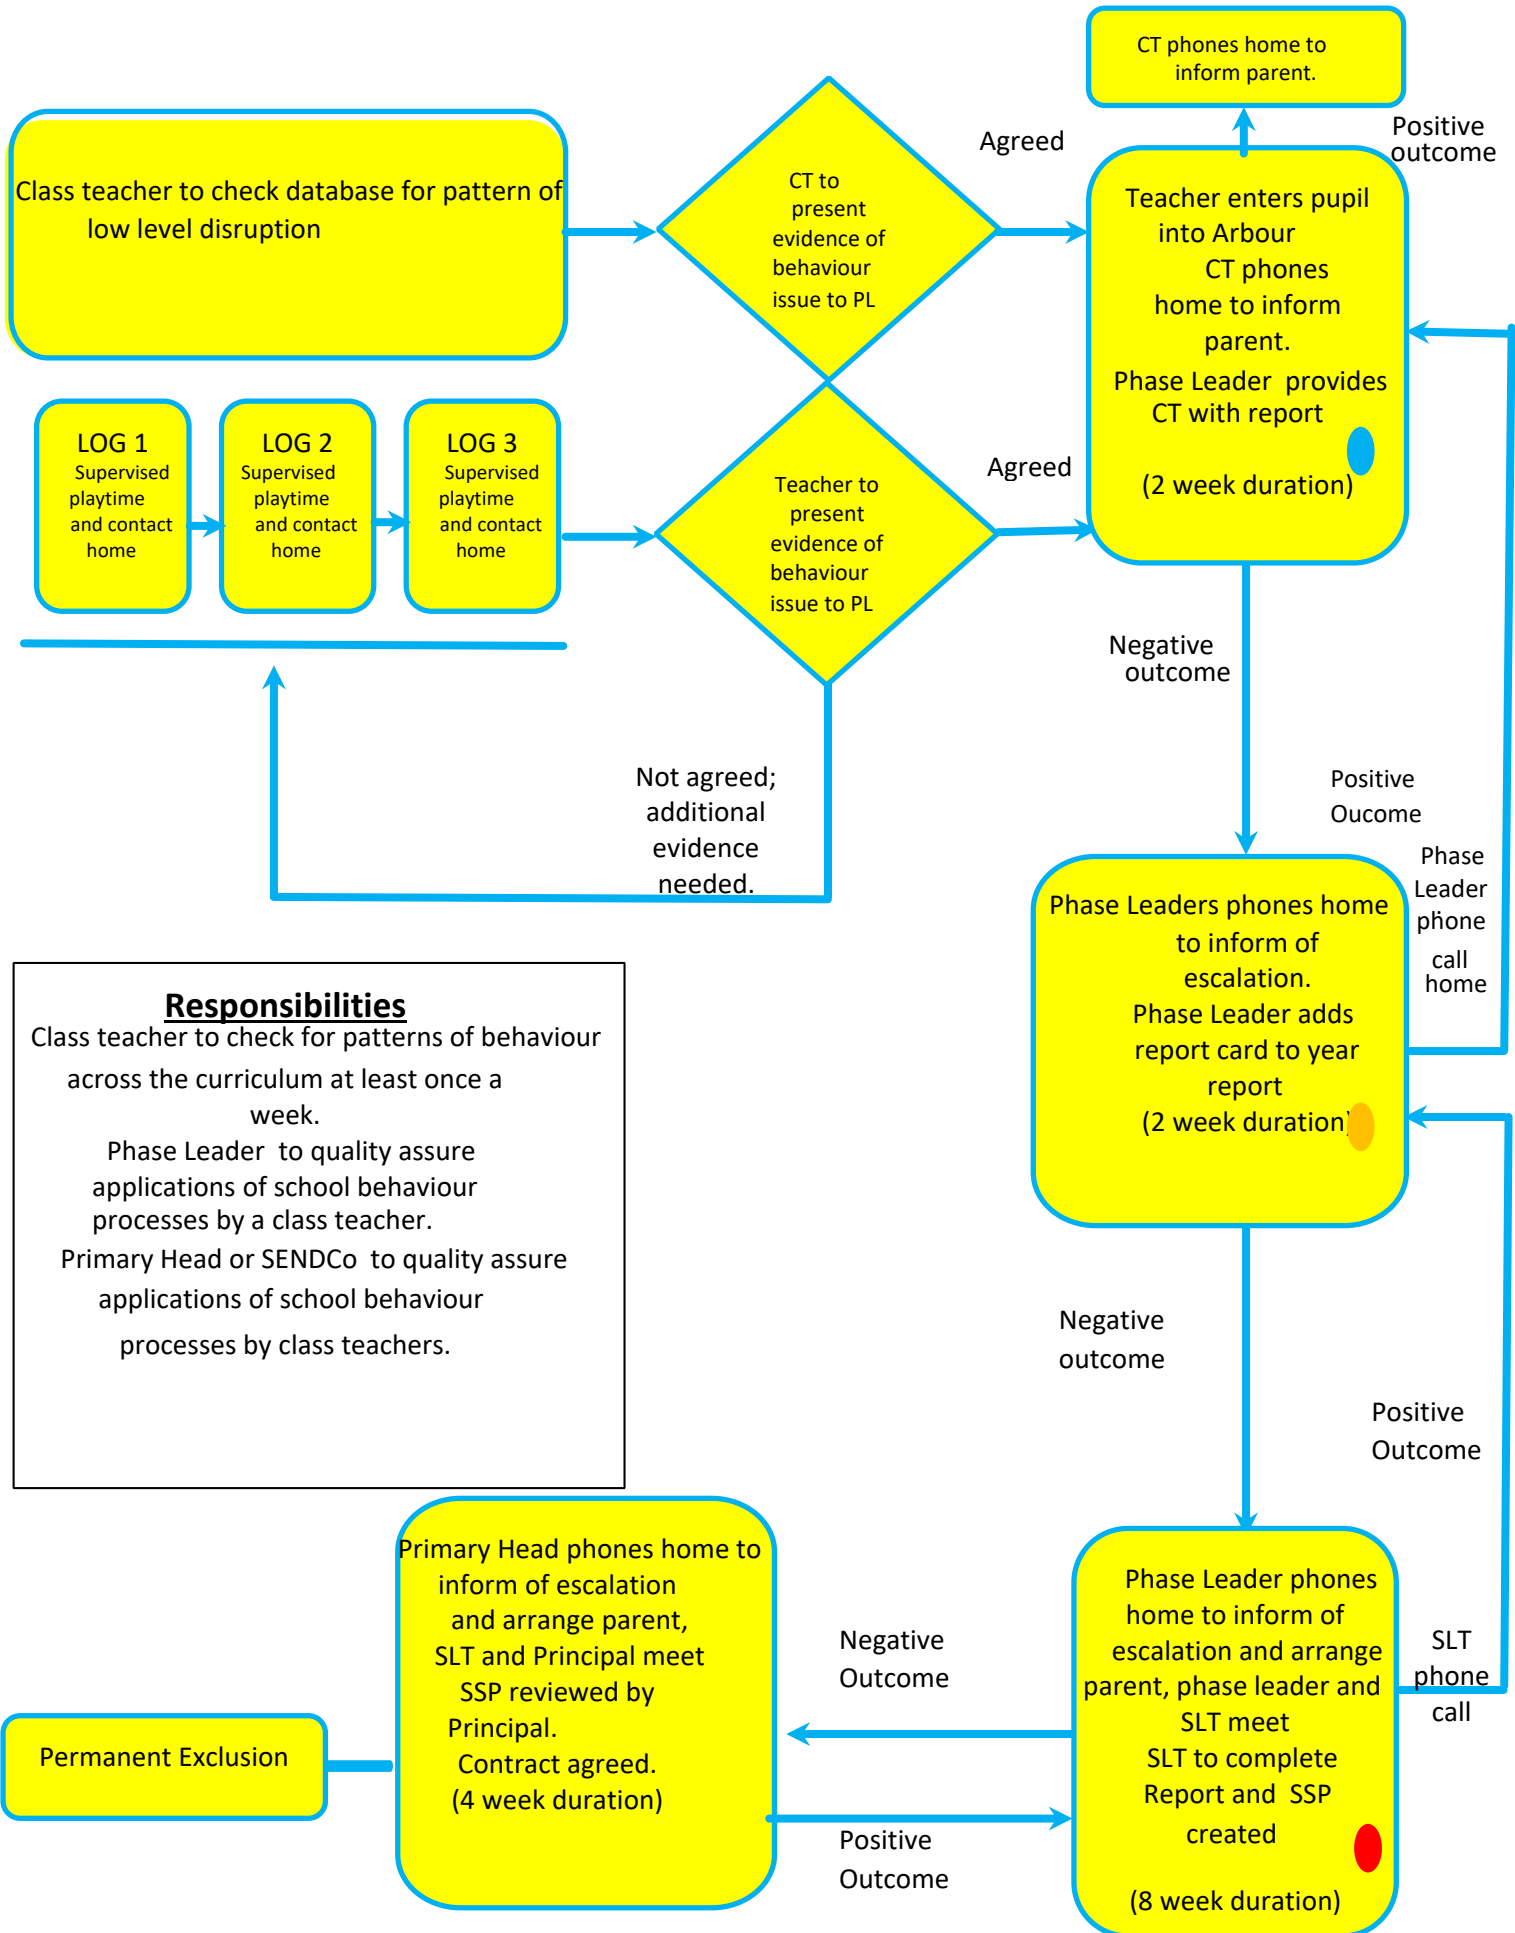 CT phones home to
inform parent.
Class teacher to check database for pattern of
low level disruption
CT to
present
evidence of
behaviour
issue to PL
Agreed
Positive
outcome
Teacher enters pupil
into Arbour
CT phones
home to inform
parent.
Phase Leader provides
CT with report
(2 week duration)
LOG 1
Supervised
playtime
and contact
home
LOG 2
Supervised
playtime
and contact
home
LOG 3
Supervised
playtime
and contact
home
Teacher to
present
evidence of
behaviour
issue to PL
Agreed
Negative
outcome
Not agreed;
additional
evidence
needed.
Positive
Oucome
Phase
Leader
phone
call
home
Phase Leaders phones home
to inform of
escalation.
Phase Leader adds
report card to year
report
(2 week duration)
Responsibilities
Class teacher to check for patterns of behaviour
across the curriculum at least once a
week.
Phase Leader to quality assure
applications of school behaviour
processes by a class teacher.
Primary Head or SENDCo to quality assure
applications of school behaviour
processes by class teachers.
Negative
outcome
Positive
Outcome
Phase Leader phones
home to inform of
escalation and arrange
parent, phase leader and
SLT meet
SLT to complete
Report and SSP
created
(8 week duration)
SLT
phone
call
Negative
Outcome
Positive
Outcome
Primary Head phones home to
inform of escalation
and arrange parent,
SLT and Principal meet
SSP reviewed by
Principal.
Contract agreed.
(4 week duration)
Permanent Exclusion